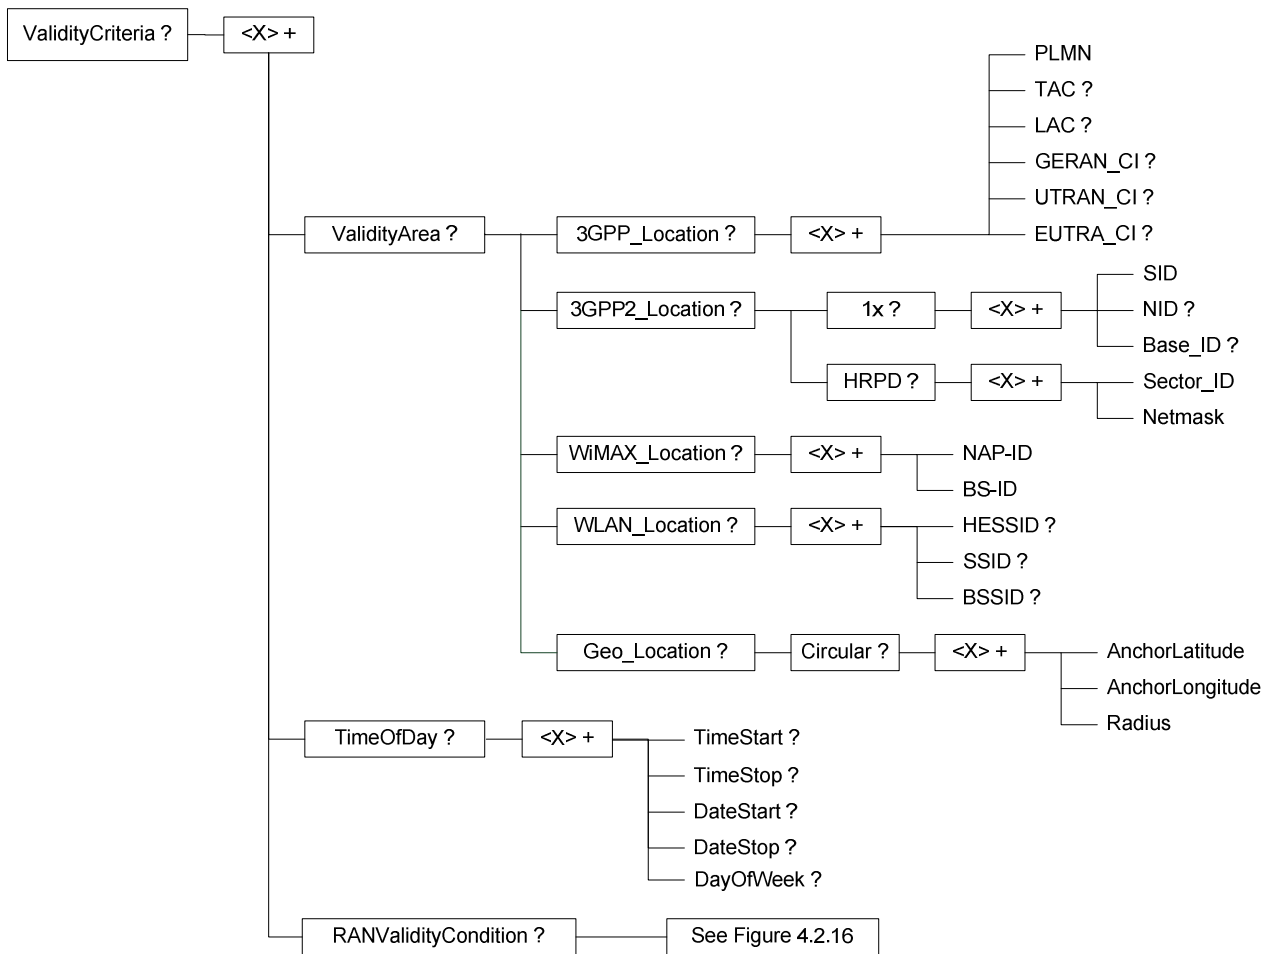 ValidityCriteria ?
<X> +
PLMN
TAC ?
LAC ?
GERAN_CI ?
UTRAN_CI ?
ValidityArea ?
3GPP_Location ?
<X> +
EUTRA_CI ?
SID
3GPP2_Location ?
1x ?
<X> +
NID ?
Base_ID ?
HRPD ?
<X> +
Sector_ID
Netmask
WiMAX_Location ?
<X> +
NAP-ID
BS-ID
WLAN_Location ?
<X> +
HESSID ?
SSID ?
BSSID ?
Geo_Location ?
Circular ?
<X> +
AnchorLatitude
AnchorLongitude
Radius
TimeOfDay ?
<X> +
TimeStart ?
TimeStop ?
DateStart ?
DateStop ?
DayOfWeek ?
RANValidityCondition ?
See Figure 4.2.16